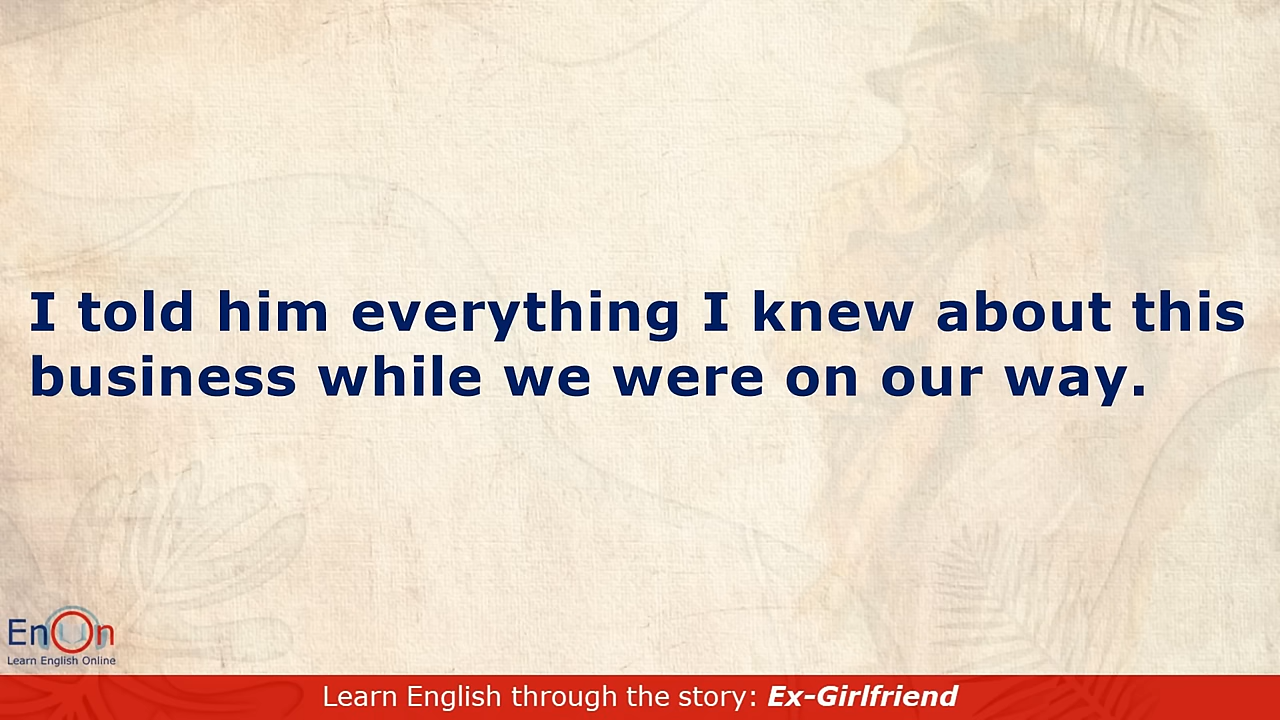 I told him everything I knew about this
business while we were on our way.
EnOn
Learn English Online
Learn English through the story: Ex-Girlfriend